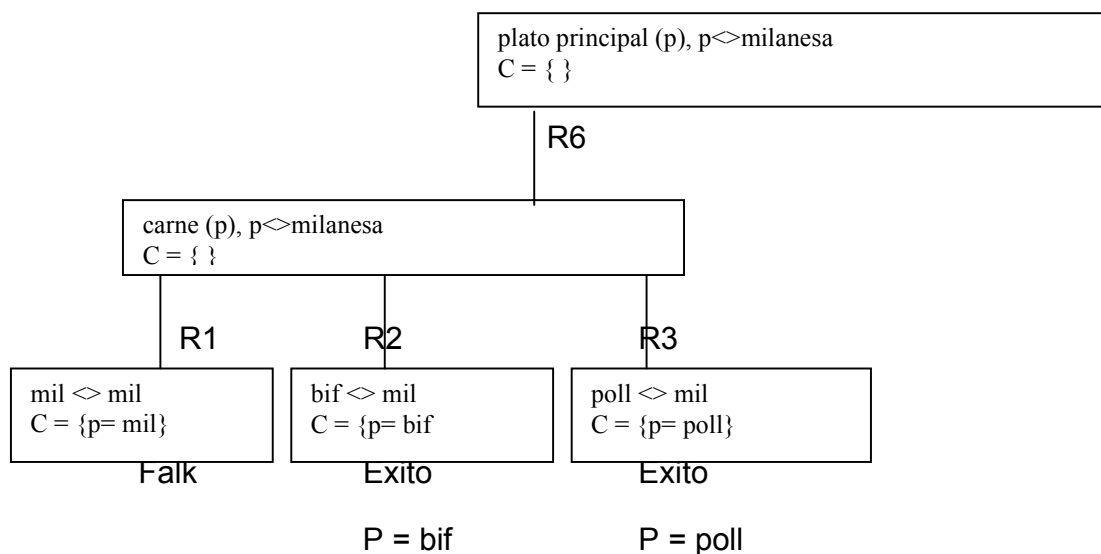 plato principal (p), p<>milanesa
C = { }
R6
carne (p), p<>milanesa
C = { }
R1
R2
R3
mil <> mil
C = {p= mil}
bif <> mil
C = {p= bif
poll <> mil
C = {p= poll}
Falk
Exito
Exito
P = bif
P = poll